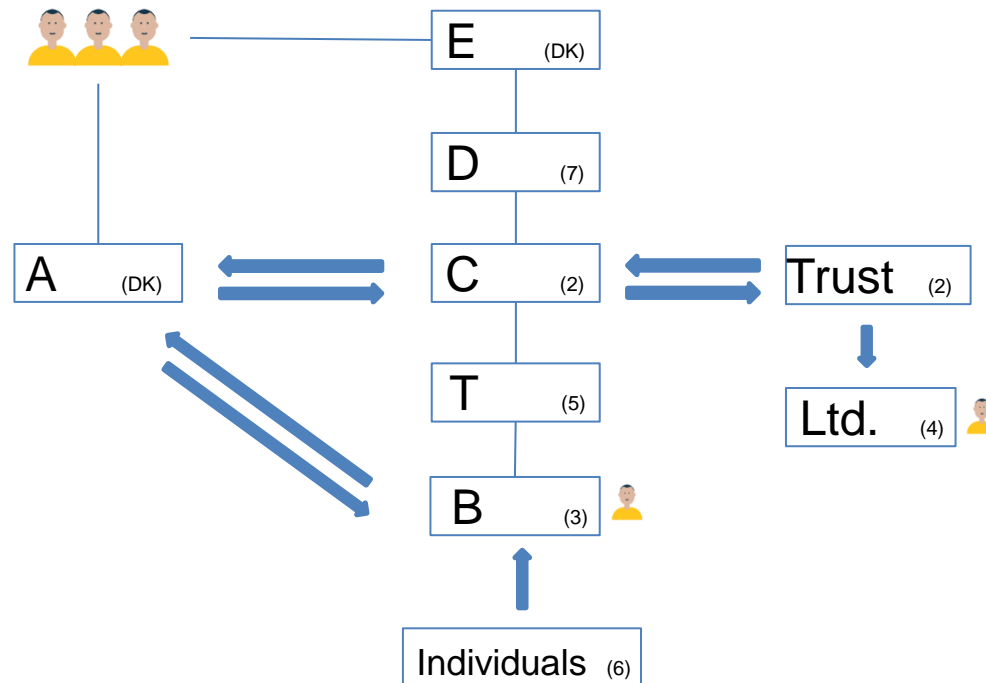 E (DK)
D (7)
A (DK)
C (2)
Trust (2)
T (5)
Ltd. (4)
B (3)
Individuals (6)